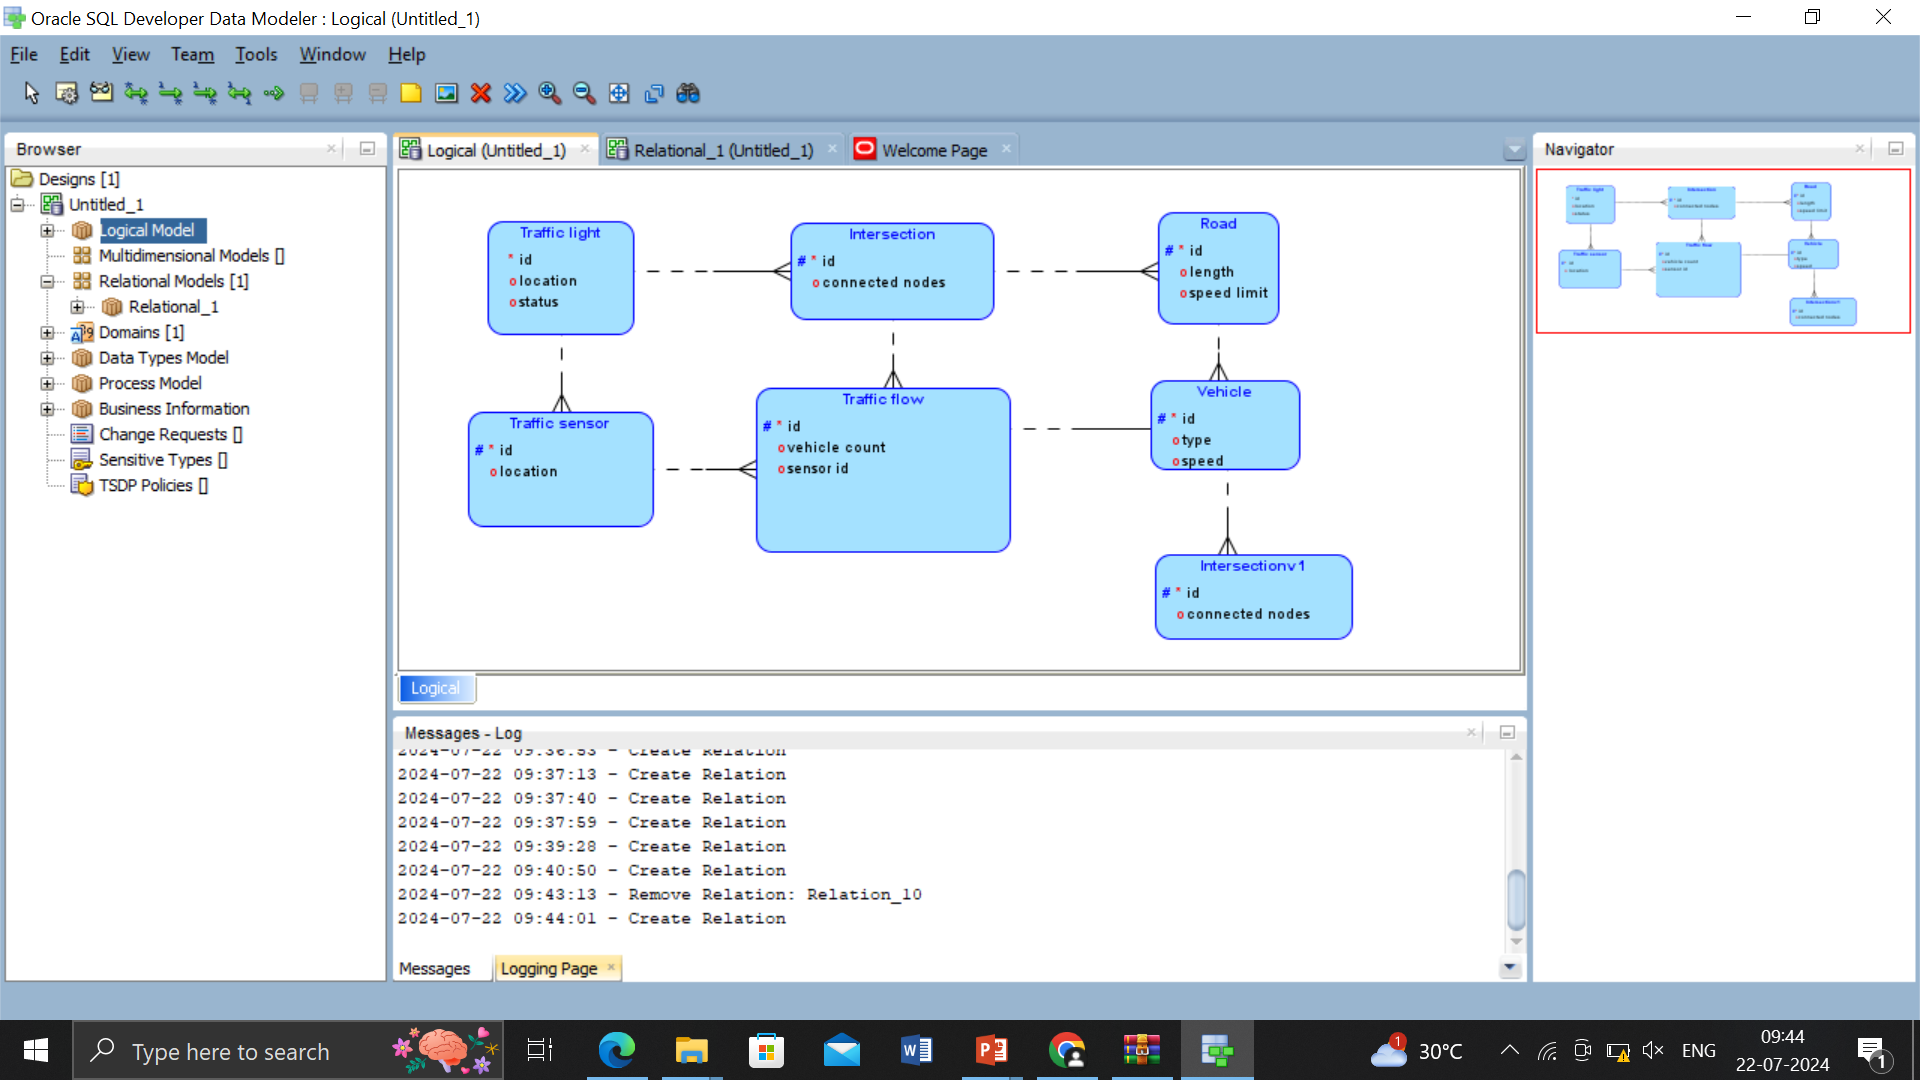 Oracle SQL Developer Data Modeler : Logical (Untitled_1)
File Edit View Team Tools Window Help
Browser
Designs [1]
Untitled_1
Logical Model
Multidimensional Models []
Relational Models [1]
Relational_1
Domains [1]
Data Types Model
Process Model
Business Information
Change Requests []
Sensitive Types []
TSDP Policies []
Logical (Untitled_1)
Relational_1 (Untitled_1)
Welcome Page
Traffic light
* id
o location
o status
Intersection
# * id
o connected nodes
Road
# * id
o length
o speed limit
Traffic sensor
# * id
o location
Traffic flow
# * id
o vehicle count
o sensor id
Vehicle
# * id
o type
o speed
Intersectionv1
# * id
o connected nodes
Logical
Messages - Log
2024-07-22 09:36:53 - Create Relation
2024-07-22 09:37:13 - Create Relation
2024-07-22 09:37:40 - Create Relation
2024-07-22 09:37:59 - Create Relation
2024-07-22 09:39:28 - Create Relation
2024-07-22 09:40:50 - Create Relation
2024-07-22 09:43:13 - Remove Relation: Relation_10
2024-07-22 09:44:01 - Create Relation
Messages
Logging Page
Navigator
Type here to search
1
30°C
ENG
09:44
22-07-2024
1